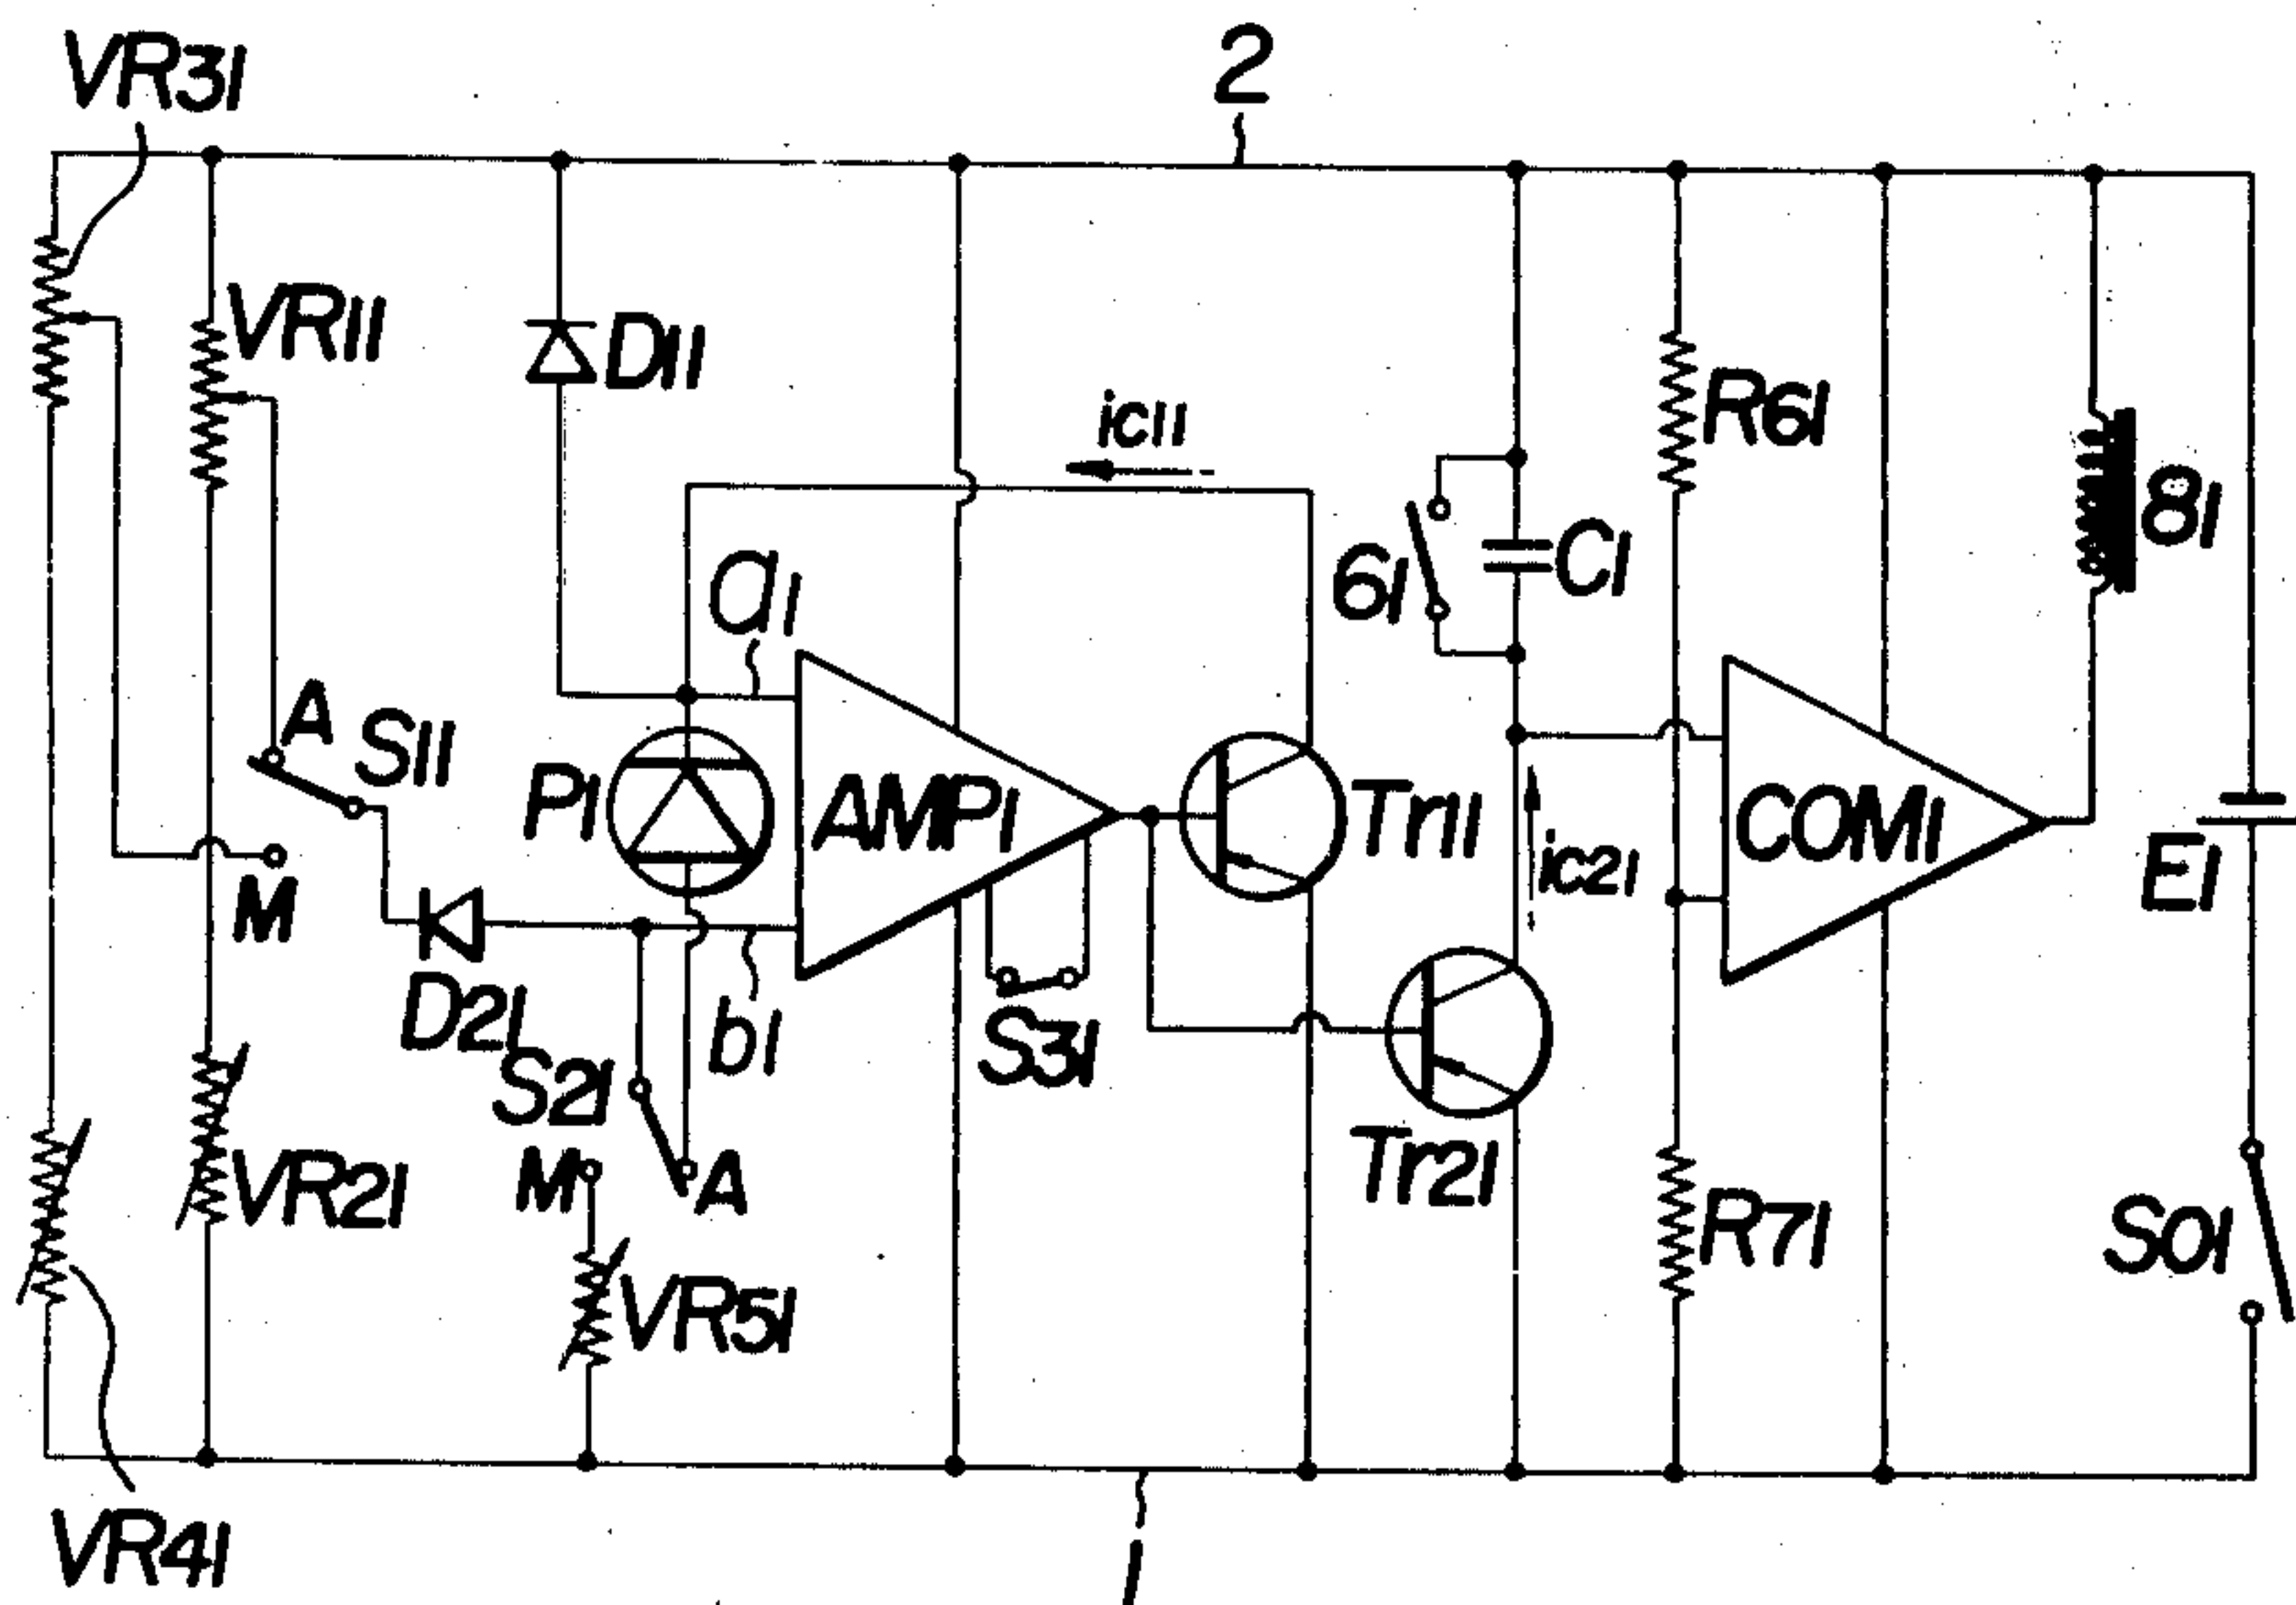 VR31
2
VR11
D11
ic11
R61
81
a1
61
C1
A
S11
P1
AMP1
Tr11
COM1
ic21
E1
M
D21
b1
S31
S21
M
A
Tr21
VR21
R71
S01
VR51
VR41
1